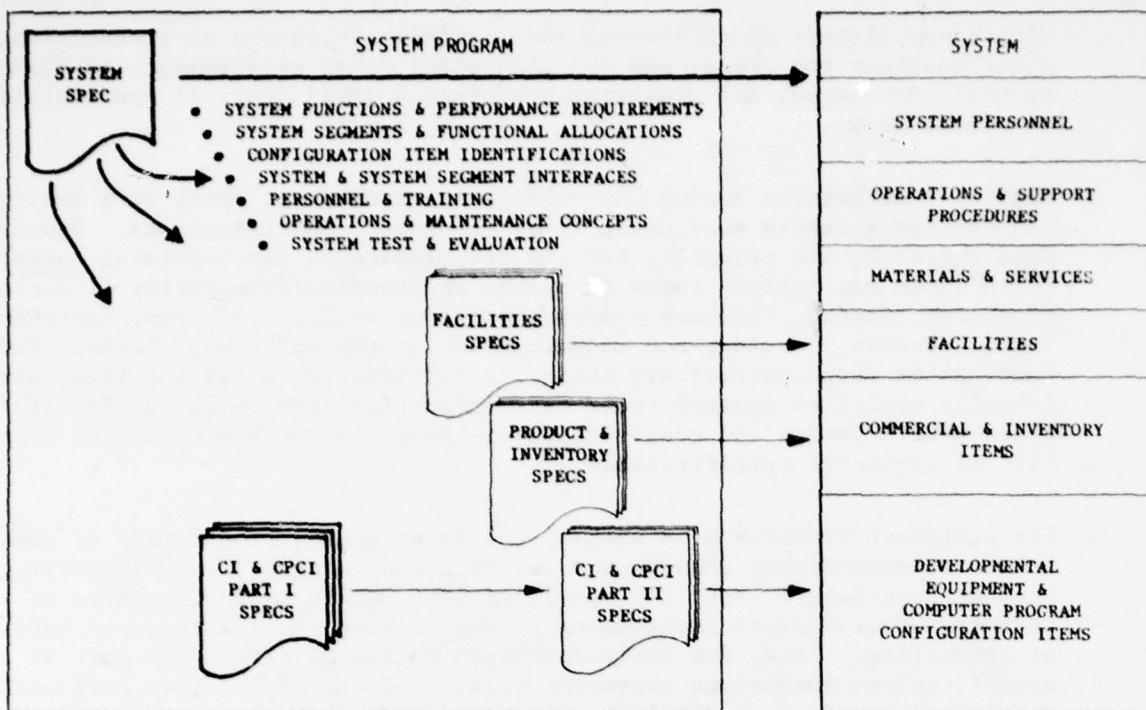 SYSTEM PROGRAM
SYSTEM
SPEC
• SYSTEM FUNCTIONS & PERFORMANCE REQUIREMENTS
• SYSTEM SEGMENTS & FUNCTIONAL ALLOCATIONS
• CONFIGURATION ITEM IDENTIFICATIONS
• SYSTEM & SYSTEM SEGMENT INTERFACES
• PERSONNEL & TRAINING
OPERATIONS & MAINTENANCE CONCEPTS
• SYSTEM TEST & EVALUATION
FACILITIES
SPECS
PRODUCT &
INVENTORY
SPECS
CI & CPCI
PART I
SPECS
CI & CPCI
PART II
SPECS
SYSTEM
SYSTEM PERSONNEL
OPERATIONS & SUPPORT
PROCEDURES
MATERIALS & SERVICES
FACILITIES
COMMERCIAL & INVENTORY
ITEMS
DEVELOPMENTAL
EQUIPMENT &
COMPUTER PROGRAM
CONFIGURATION ITEMS